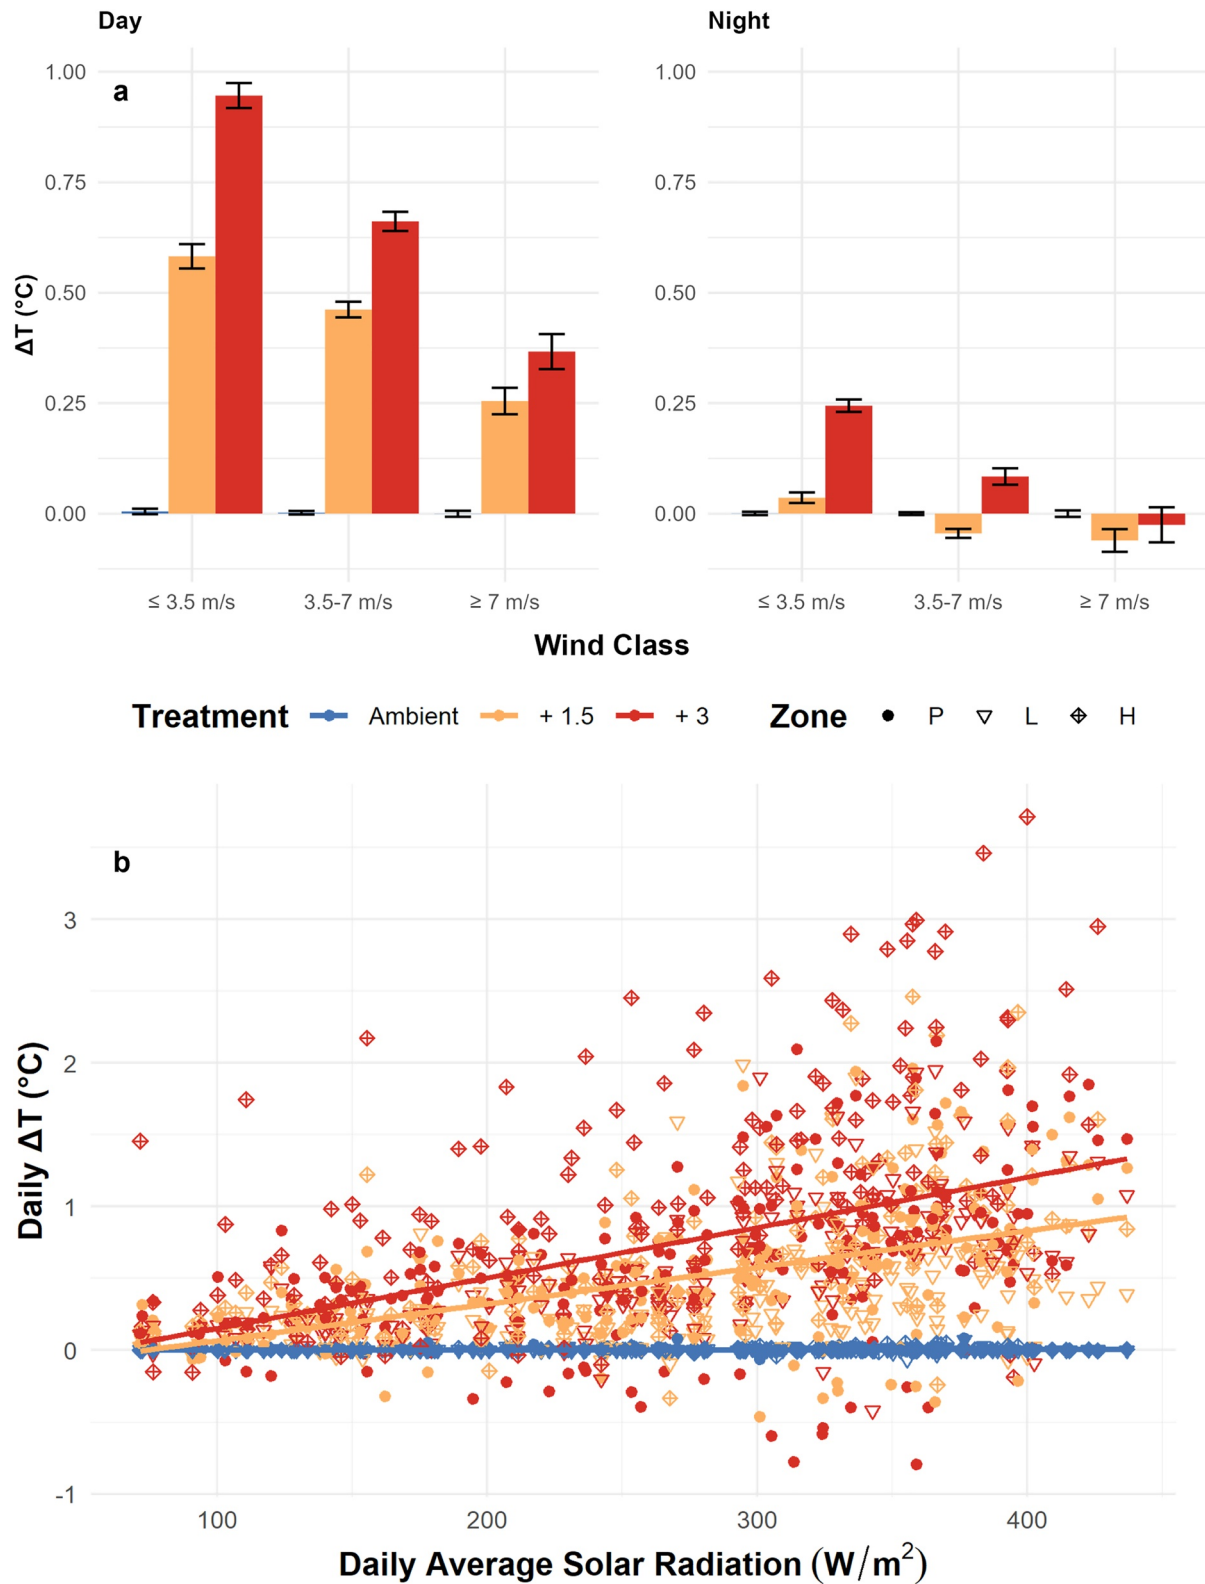 Day Night
a
1.00 1.00
0.75 0.75
0.50 0.50
0.25 0.25
0.00 0.00
ΔT (°C)
≤ 3.5 m/s 3.5-7 m/s ≥ 7 m/s ≤ 3.5 m/s 3.5-7 m/s ≥ 7 m/s
Wind Class
Treatment Ambient + 1.5 + 3 Zone P L H
b
3
2
1
0
-1
Daily ΔT (°C)
100 200 300 400
Daily Average Solar Radiation (W/m²)